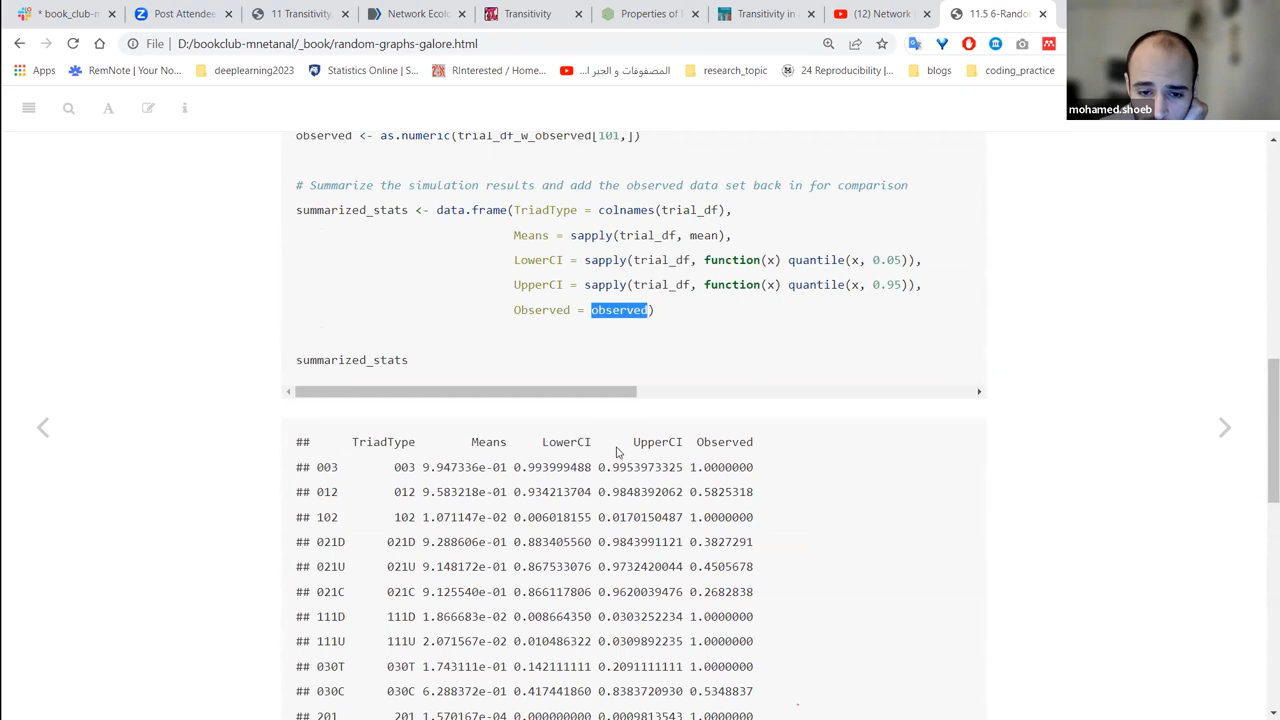 * book_club-m
Post Attendee
11 Transitivity,
Network Ecolo
Transitivity
Properties of N
Transitivity in
(12) Network
11.5 6-Rando
File
D:/bookclub-mnetanal/_book/random-graphs-galore.html
Apps
RemNote | Your No...
deeplearning2023
Statistics Online | S...
RInterested / Home...
المصفوفات و الجبر ا...
research_topic
24 Reproducibility |...
blogs
coding_practice
mohamed.shoeb
observed <- as.numeric(trial_df_w_observed[101,])
# Summarize the simulation results and add the observed data set back in for comparison
summarized_stats <- data.frame(TriadType = colnames(trial_df),
Means = sapply(trial_df, mean),
LowerCI = sapply(trial_df, function(x) quantile(x, 0.05)),
UpperCI = sapply(trial_df, function(x) quantile(x, 0.95)),
Observed = observed)
summarized_stats
## TriadType Means LowerCI UpperCI Observed
## 003 003 9.947336e-01 0.993999488 0.9953973325 1.0000000
## 012 012 9.583218e-01 0.934213704 0.9848392062 0.5825318
## 102 102 1.071147e-02 0.006018155 0.0170150487 1.0000000
## 021D 021D 9.288606e-01 0.883405560 0.9843991121 0.3827291
## 021U 021U 9.148172e-01 0.867533076 0.9732420044 0.4505678
## 021C 021C 9.125540e-01 0.866117806 0.9620039476 0.2682838
## 111D 111D 1.866683e-02 0.008664350 0.0303252234 1.0000000
## 111U 111U 2.071567e-02 0.010486322 0.0309892235 1.0000000
## 030T 030T 1.743111e-01 0.142111111 0.2091111111 1.0000000
## 030C 030C 6.288372e-01 0.417441860 0.8383720930 0.5348837
## 201 201 1.570167e-04 0.000000000 0.0009813543 1.0000000